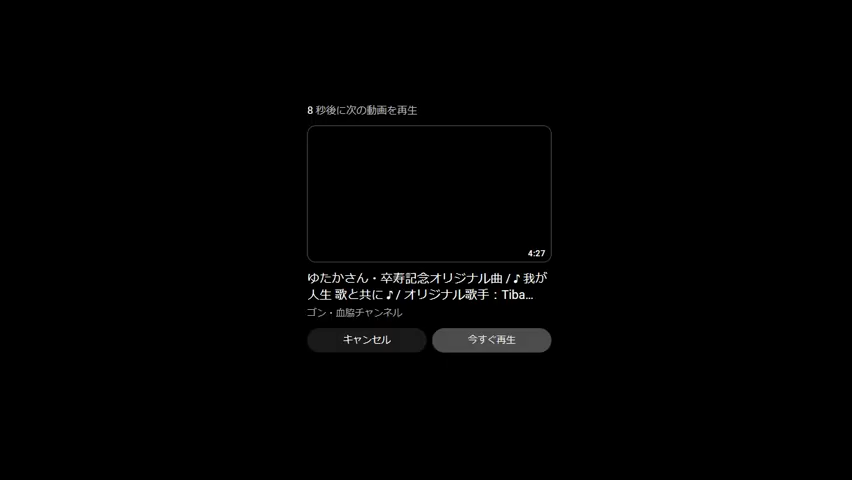 8 秒後に次の動画を再生
4:27
ゆたかさん・卒寿記念オリジナル曲 / ♪ 我が
人生 歌と共に ♪ / オリジナル歌手：Tiba...
ゴン・血脇チャンネル
キャンセル
今すぐ再生